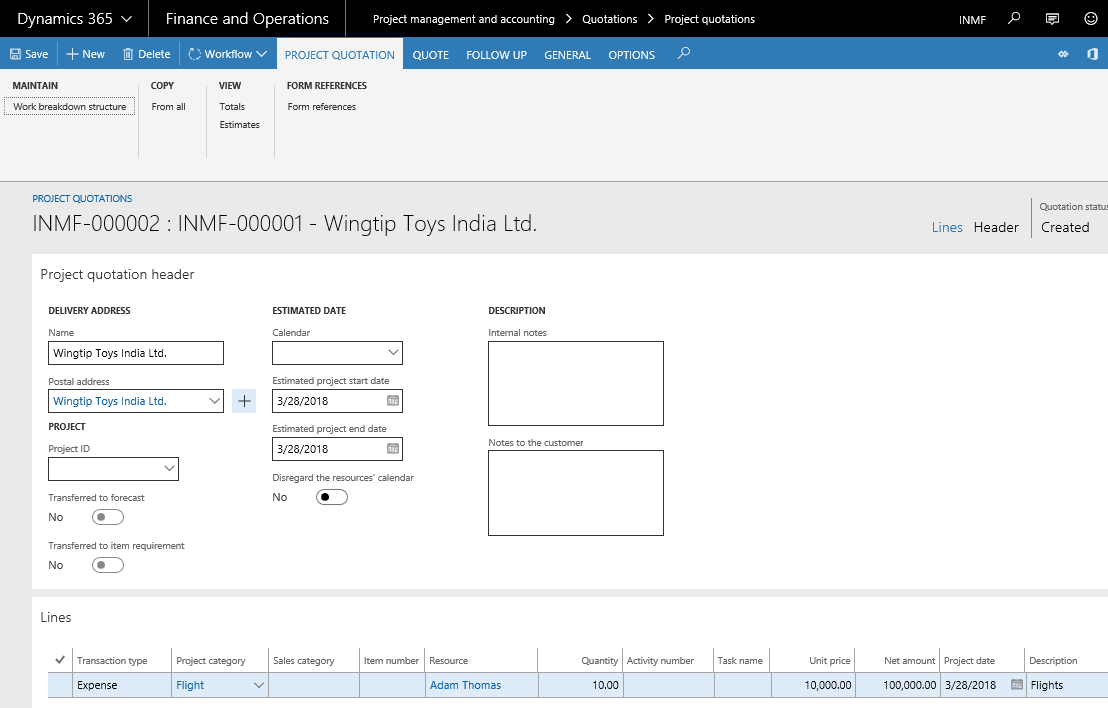 Dynamics 365 Finance and Operations Project management and accounting Quotations Project quotations INMF
Save New Delete Workflow PROJECT QUOTATION QUOTE FOLLOW UP GENERAL OPTIONS
MAINTAIN COPY VIEW FORM REFERENCES
Work breakdown structure From all Totals Form references
Estimates
PROJECT QUOTATIONS
INMF-000002 : INMF-000001 - Wingtip Toys India Ltd.
Quotation status
Lines Header Created
Project quotation header
DELIVERY ADDRESS ESTIMATED DATE DESCRIPTION
Name Calendar Internal notes
Wingtip Toys India Ltd.
Postal address Estimated project start date
Wingtip Toys India Ltd. 3/28/2018
PROJECT Estimated project end date
Project ID Notes to the customer
3/28/2018
Disregard the resources' calendar
Transferred to forecast No
No
Transferred to item requirement
No
Lines
Transaction type Project category Sales category Item number Resource Quantity Activity number Task name Unit price Net amount Project date Description
Expense Flight Adam Thomas 10.00 10,000.00 100,000.00 3/28/2018 Flights